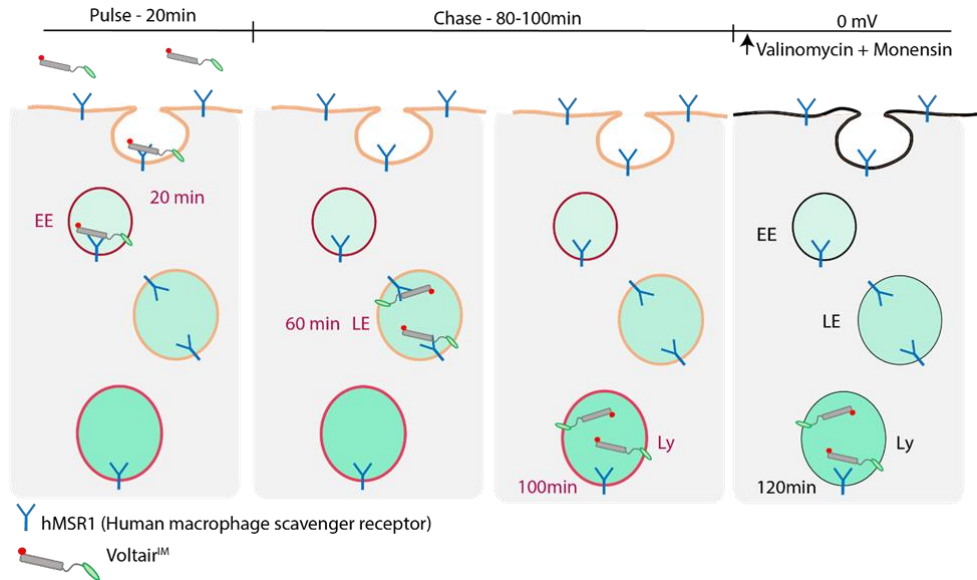 Pulse - 20min
Chase - 80-100min
0 mV
Valinomycin + Monensin
20 min
EE
60 min LE
Ly
100min
EE
LE
Ly
120min
hMSR1 (Human macrophage scavenger receptor)
Voltair^IM